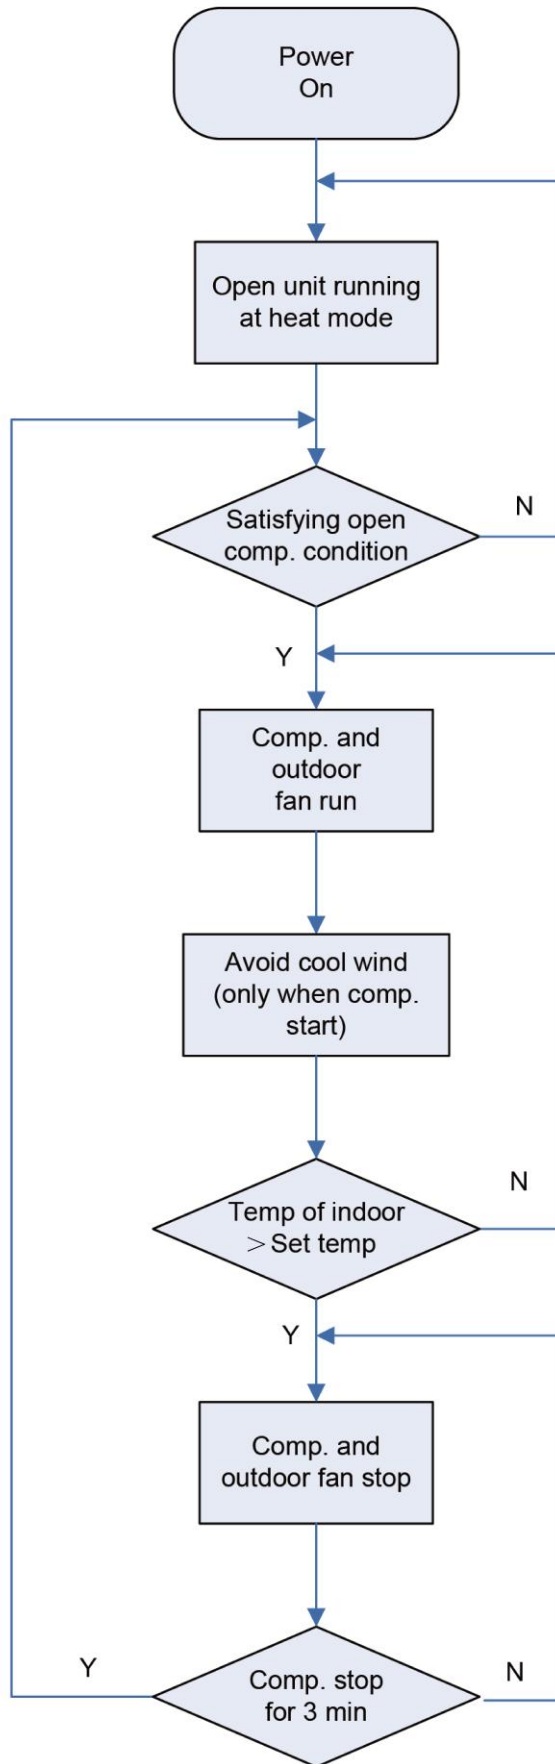 Power
On
Open unit running
at heat mode
Satisfying open
comp. condition
N
Y
Comp. and
outdoor
fan run
Avoid cool wind
(only when comp.
start)
Temp of indoor
＞Set temp
N
Y
Comp. and
outdoor fan stop
Y
Comp. stop
for 3 min
N